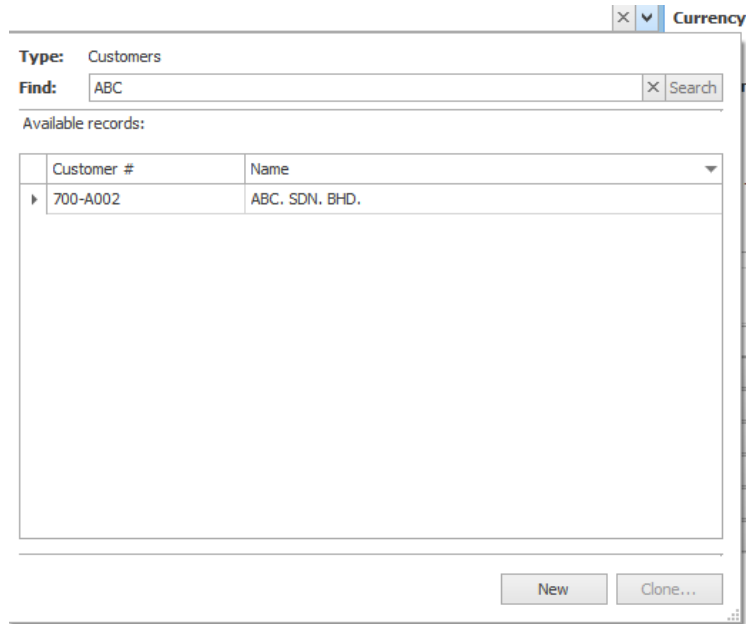 Currency
Type: Customers
Find: ABC Search
Available records:
Customer # Name
700-A002 ABC. SDN. BHD.
New Clone...